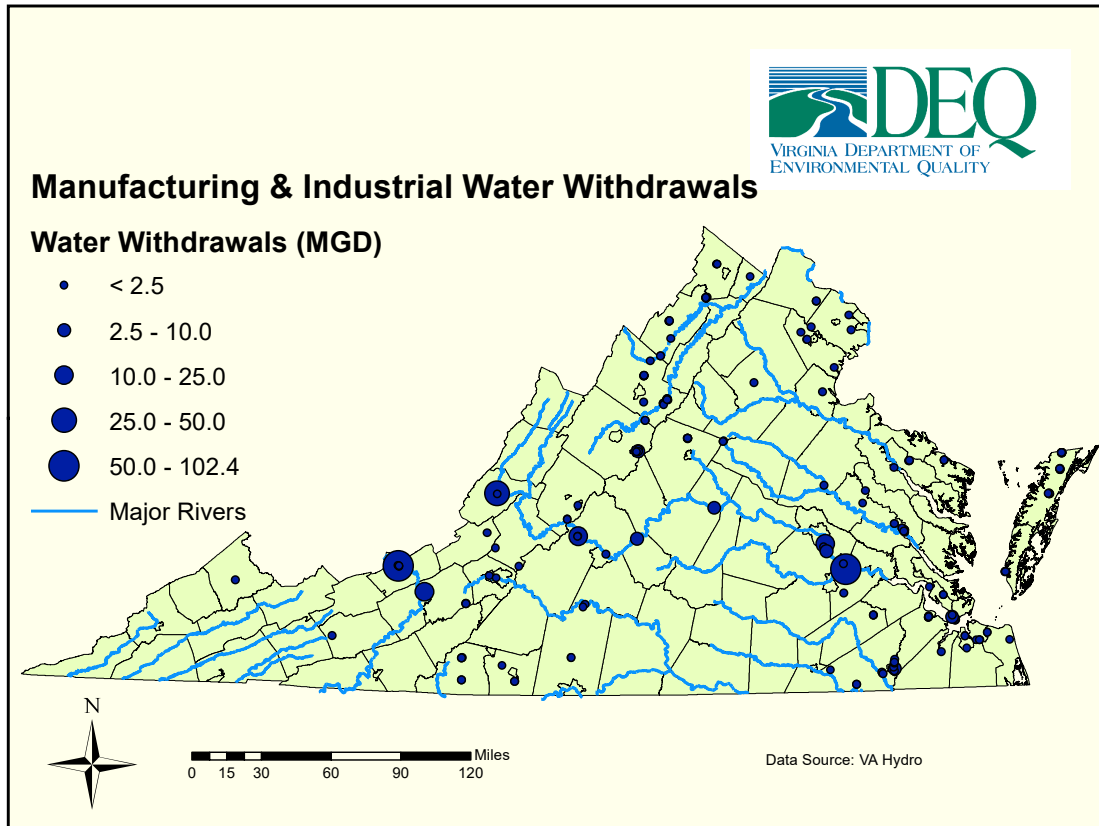 DEQ
VIRGINIA DEPARTMENT OF
ENVIRONMENTAL QUALITY
Manufacturing & Industrial Water Withdrawals
Water Withdrawals (MGD)
< 2.5
2.5 - 10.0
10.0 - 25.0
25.0 - 50.0
50.0 - 102.4
Major Rivers
N
Miles
0 15 30 60 90 120
Data Source: VA Hydro